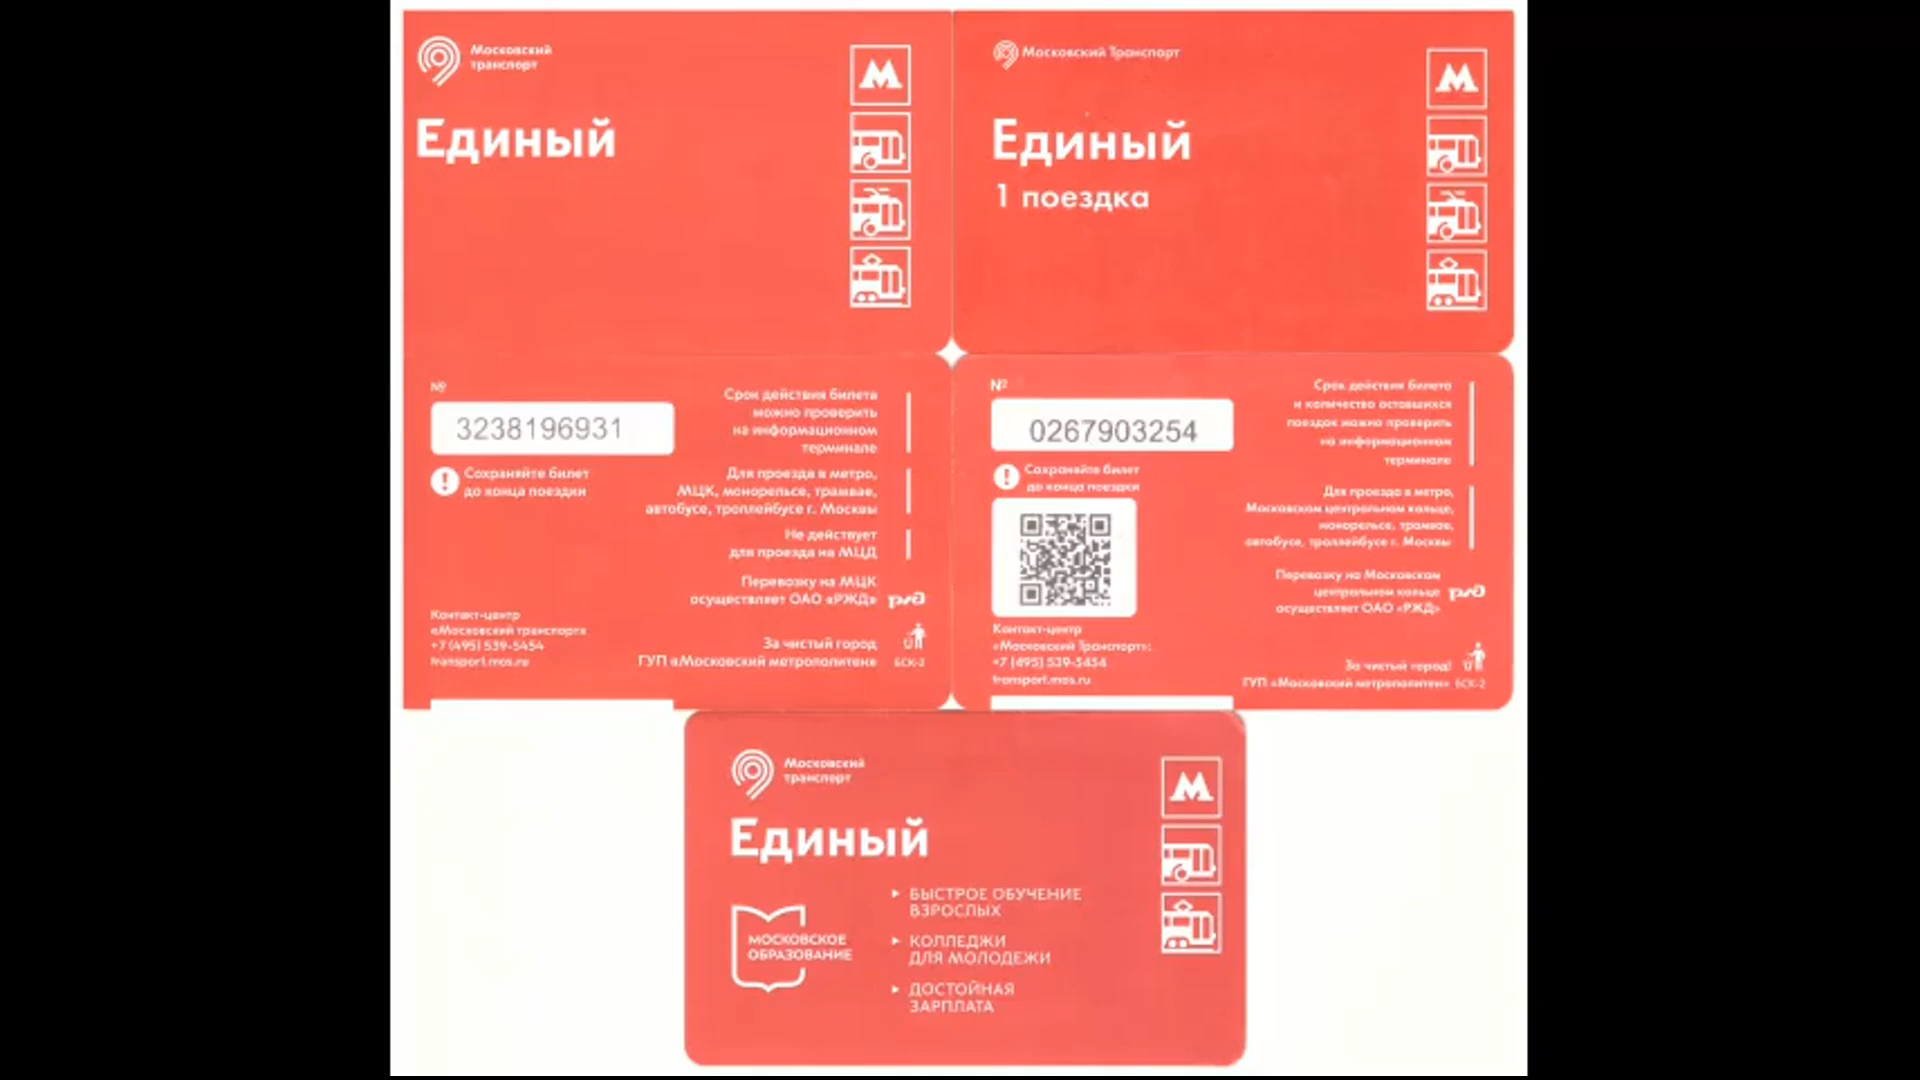 Московский
транспорт
М
Единый
Московский Транспорт
М
Единый
1 поездка
№
3238196931
! Сохраняйте билет
до конца поездки
Контакт-центр
«Московский транспорт»
+7 (495) 539-5454
transport.mos.ru
Срок действия билета
можно проверить
на информационном
терминале
Для проезда в метро,
МЦК, монорельсе, трамвае,
автобусе, троллейбусе г. Москвы
Не действует
для проезда на МЦД
Перевозку на МЦК
осуществляет ОАО «РЖД» РЖД
За чистый город
ГУП «Московский метрополитен» БСК-2
№
0267903254
! Сохраняйте билет
до конца поездки
Контакт-центр
«Московский Транспорт»:
+7 (495) 539-5454
transport.mos.ru
Срок действия билета
и количество оставшихся
поездок можно проверить
на информационном
терминале
Для проезда в метро,
Московском центральном кольце,
монорельсе, трамвае,
автобусе, троллейбусе г. Москвы
Перевозку на Московском
центральном кольце РЖД
осуществляет ОАО «РЖД»
За чистый город!
ГУП «Московский метрополитен» БСК-2
Московский
транспорт
М
Единый
МОСКОВСКОЕ
ОБРАЗОВАНИЕ
БЫСТРОЕ ОБУЧЕНИЕ
ВЗРОСЛЫХ
КОЛЛЕДЖИ
ДЛЯ МОЛОДЕЖИ
ДОСТОЙНАЯ
ЗАРПЛАТА